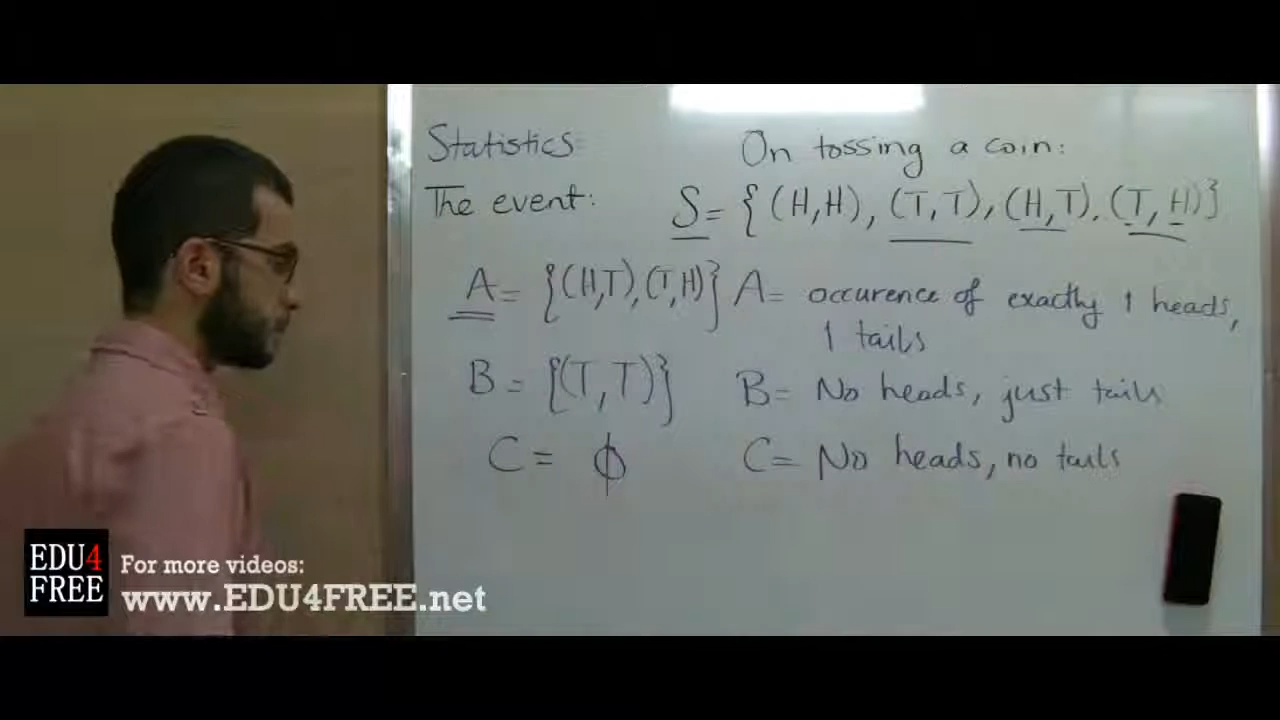 Statistics
On tossing a coin:
The event:
S = {(H,H), (T,T), (H,T), (T,H)}
A = {(H,T), (T,H)}
A = occurence of exactly 1 heads,
1 tails
B = {(T,T)}
B = No heads, just tails
C = ϕ
C = No heads, no tails
EDU4
FREE
For more videos:
www.EDU4FREE.net